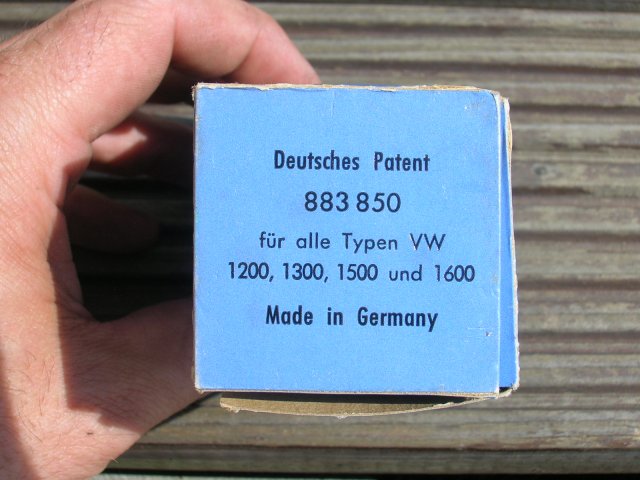 Deutsches Patent
883 850
für alle Typen VW
1200, 1300, 1500 und 1600
Made in Germany